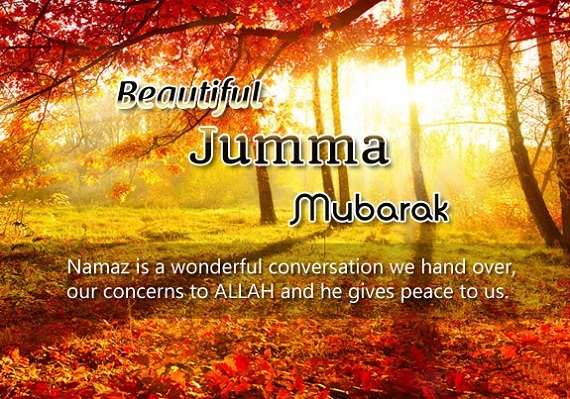 Beautiful
Jumma
Mubarak
Namaz is a wonderful conversation we hand over,
our concerns to ALLAH and he gives peace to us.